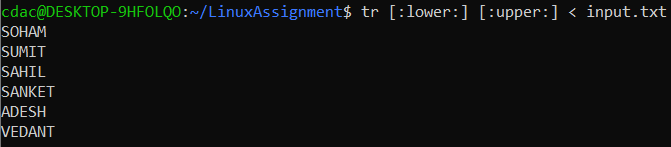 cdac@DESKTOP-9HFOLQO:~/LinuxAssignment$ tr [:lower:] [:upper:] < input.txt
SOHAM
SUMIT
SAHIL
SANKET
ADESH
VEDANT